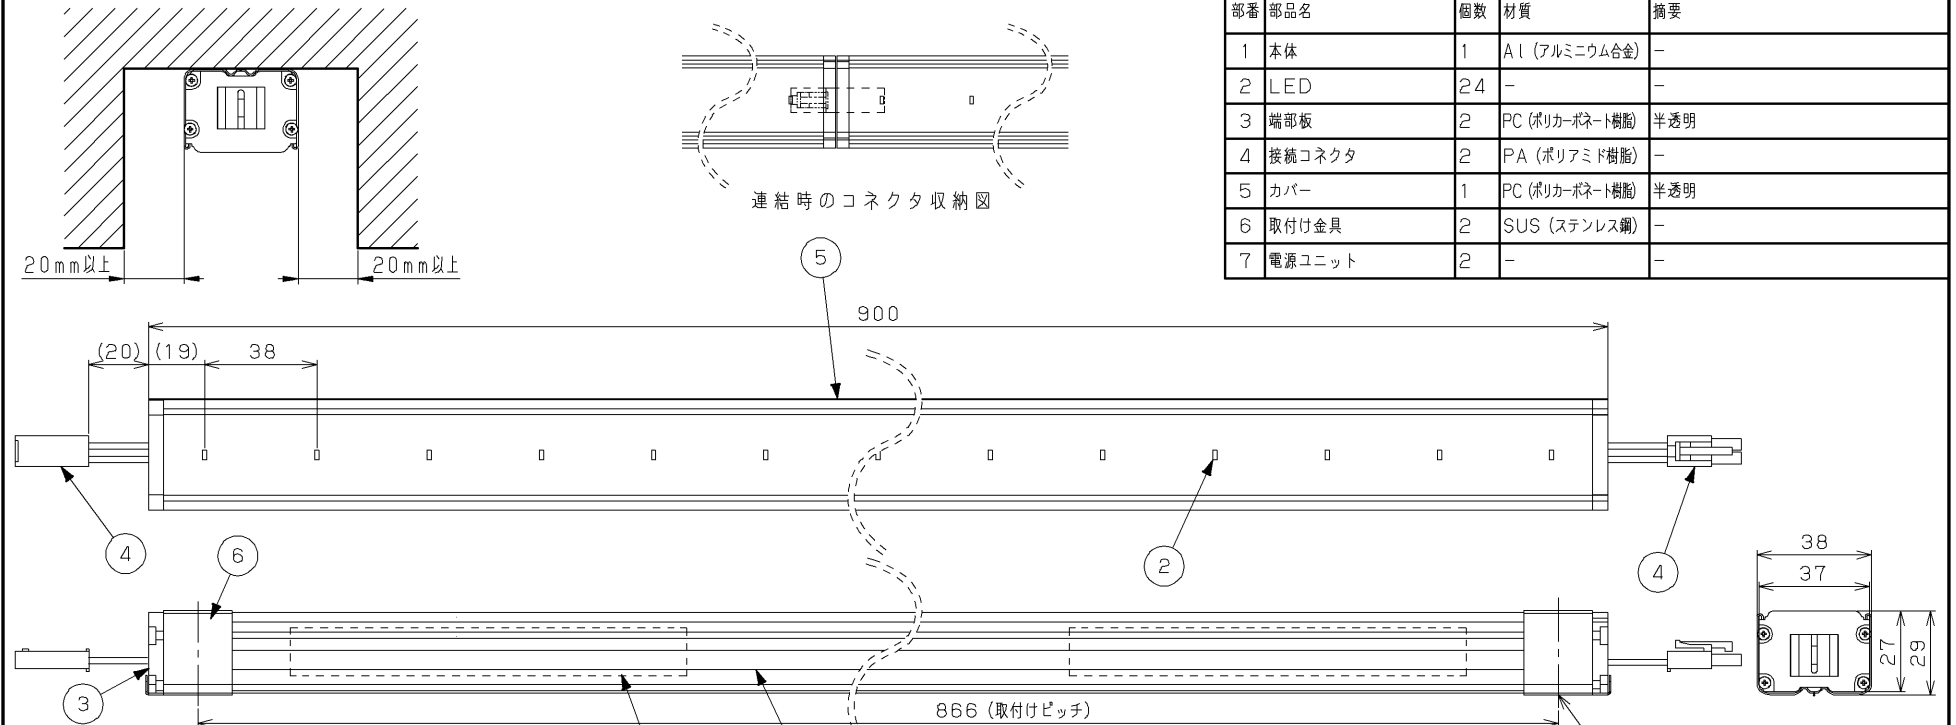 部番 部品名 個数 材質 摘要
1 本体 1 Al (アルミニウム合金) -
2 LED 24 - -
3 端部板 2 PC (ポリカーボネート樹脂) 半透明
4 接続コネクタ 2 PA (ポリアミド樹脂) -
5 カバー 1 PC (ポリカーボネート樹脂) 半透明
6 取付け金具 2 SUS (ステンレス鋼) -
7 電源ユニット 2 - -
連結時のコネクタ収納図
20mm以上 20mm以上
5
900
(20) (19) 38
4 6 2 4
38
37
27 29
3
866 (取付けピッチ)